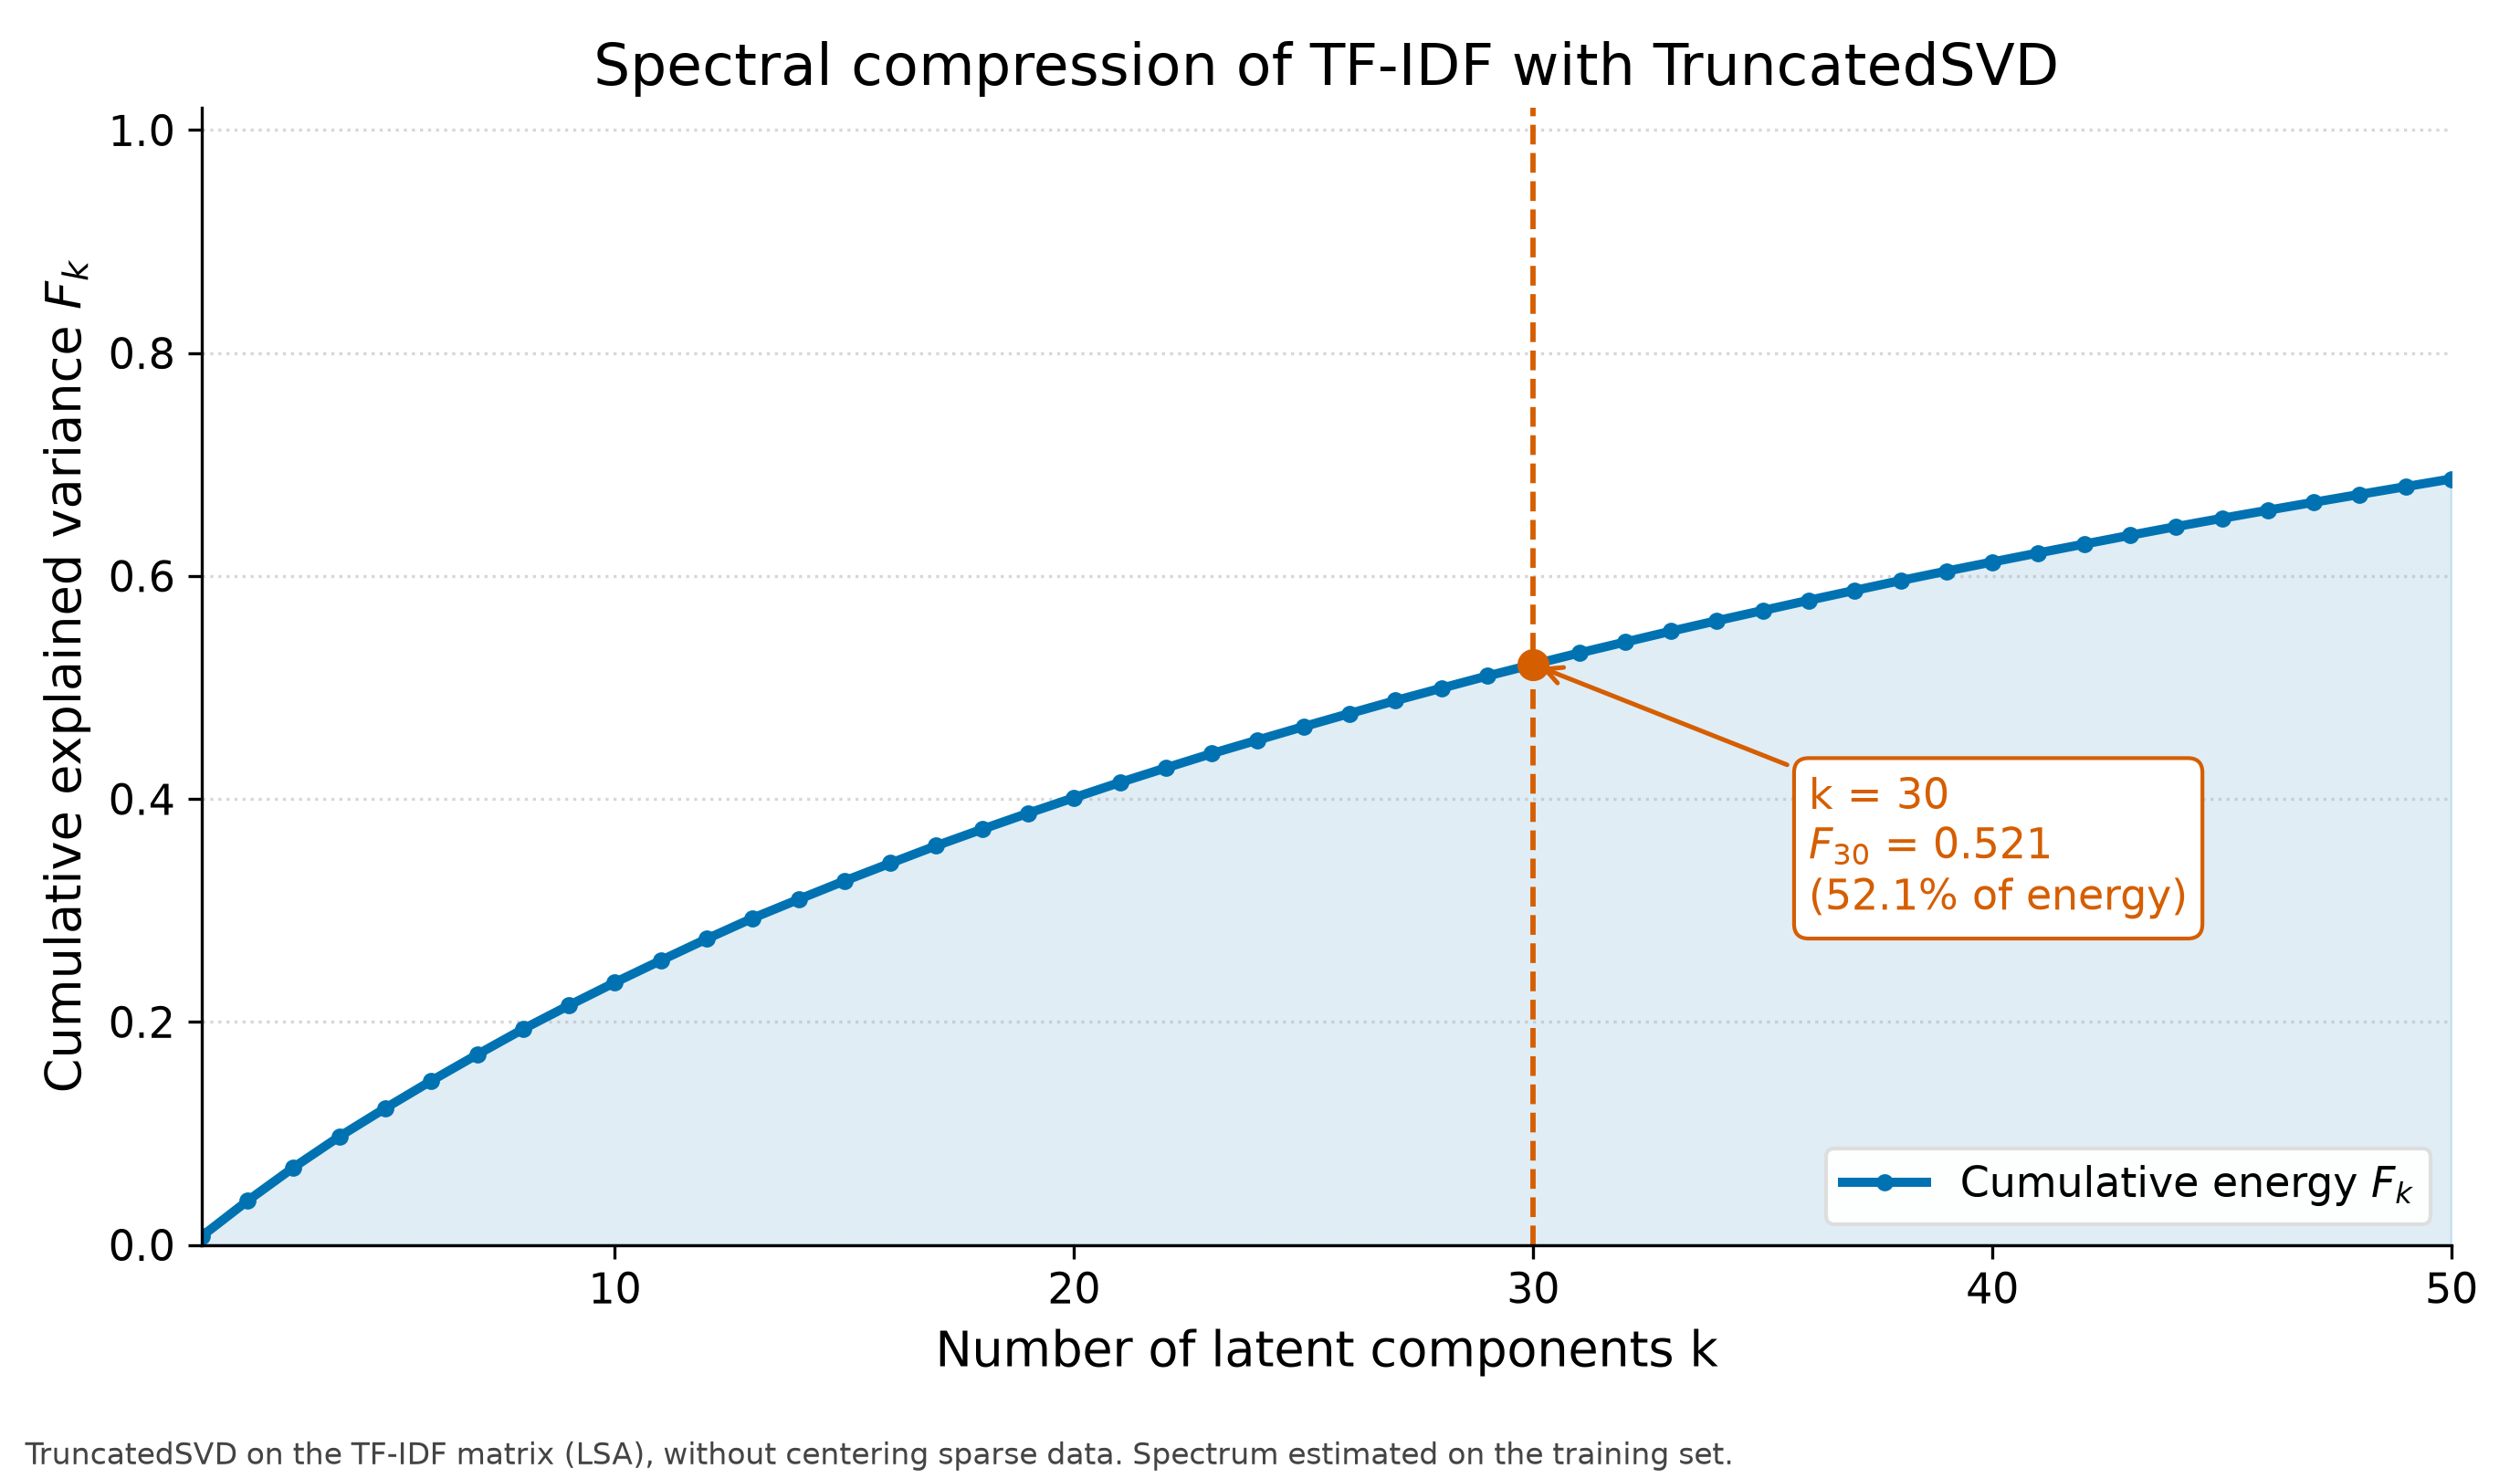 Spectral compression of TF-IDF with TruncatedSVD
Cumulative explained variance Fₖ
1.0
0.8
0.6
0.4
0.2
0.0
k = 30
F₃₀ = 0.521
(52.1% of energy)
Cumulative energy Fₖ
10 20 30 40 50
Number of latent components k
TruncatedSVD on the TF-IDF matrix (LSA), without centering sparse data. Spectrum estimated on the training set.